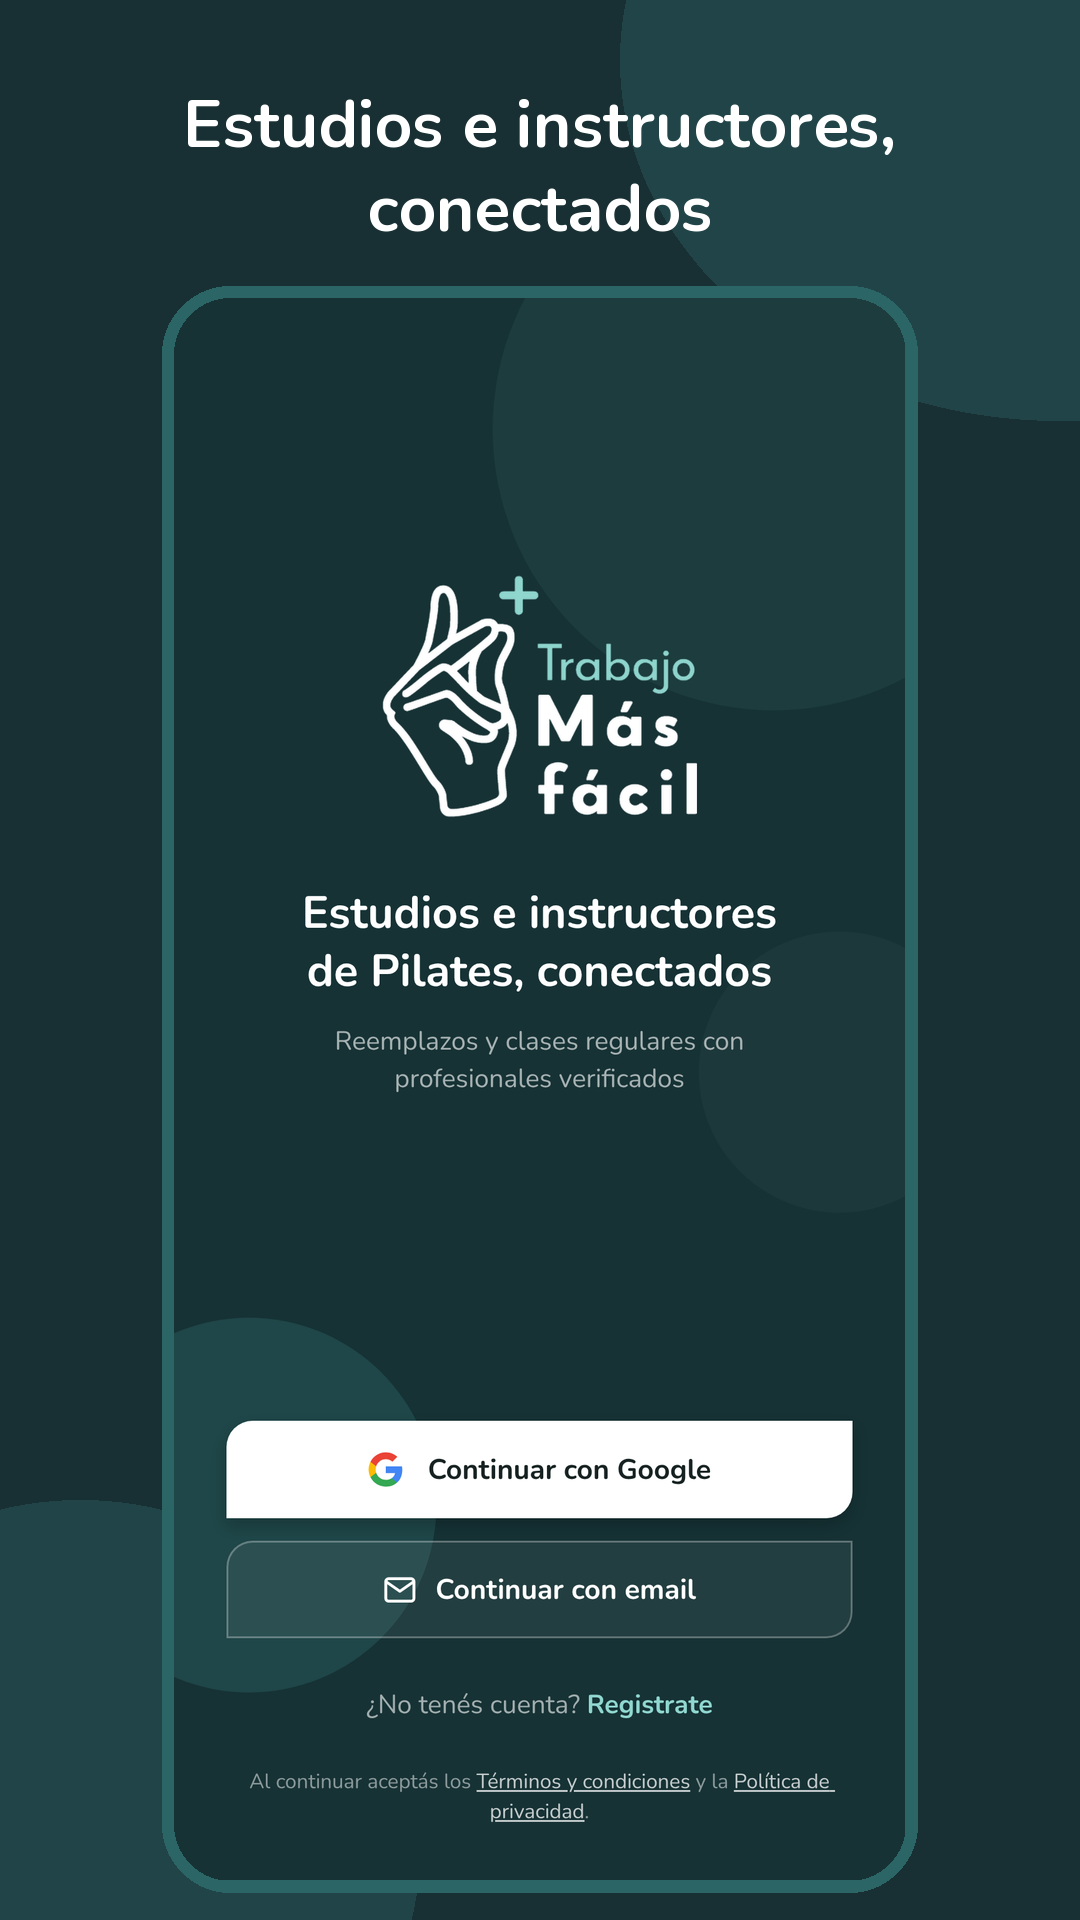 Estudios e instructores,
conectados
Trabajo
Más
fácil
Estudios e instructores
de Pilates, conectados
Reemplazos y clases regulares con
profesionales verificados
Continuar con Google
Continuar con email
¿No tenés cuenta? Registrate
Al continuar aceptás los Términos y condiciones y la Política de
privacidad.